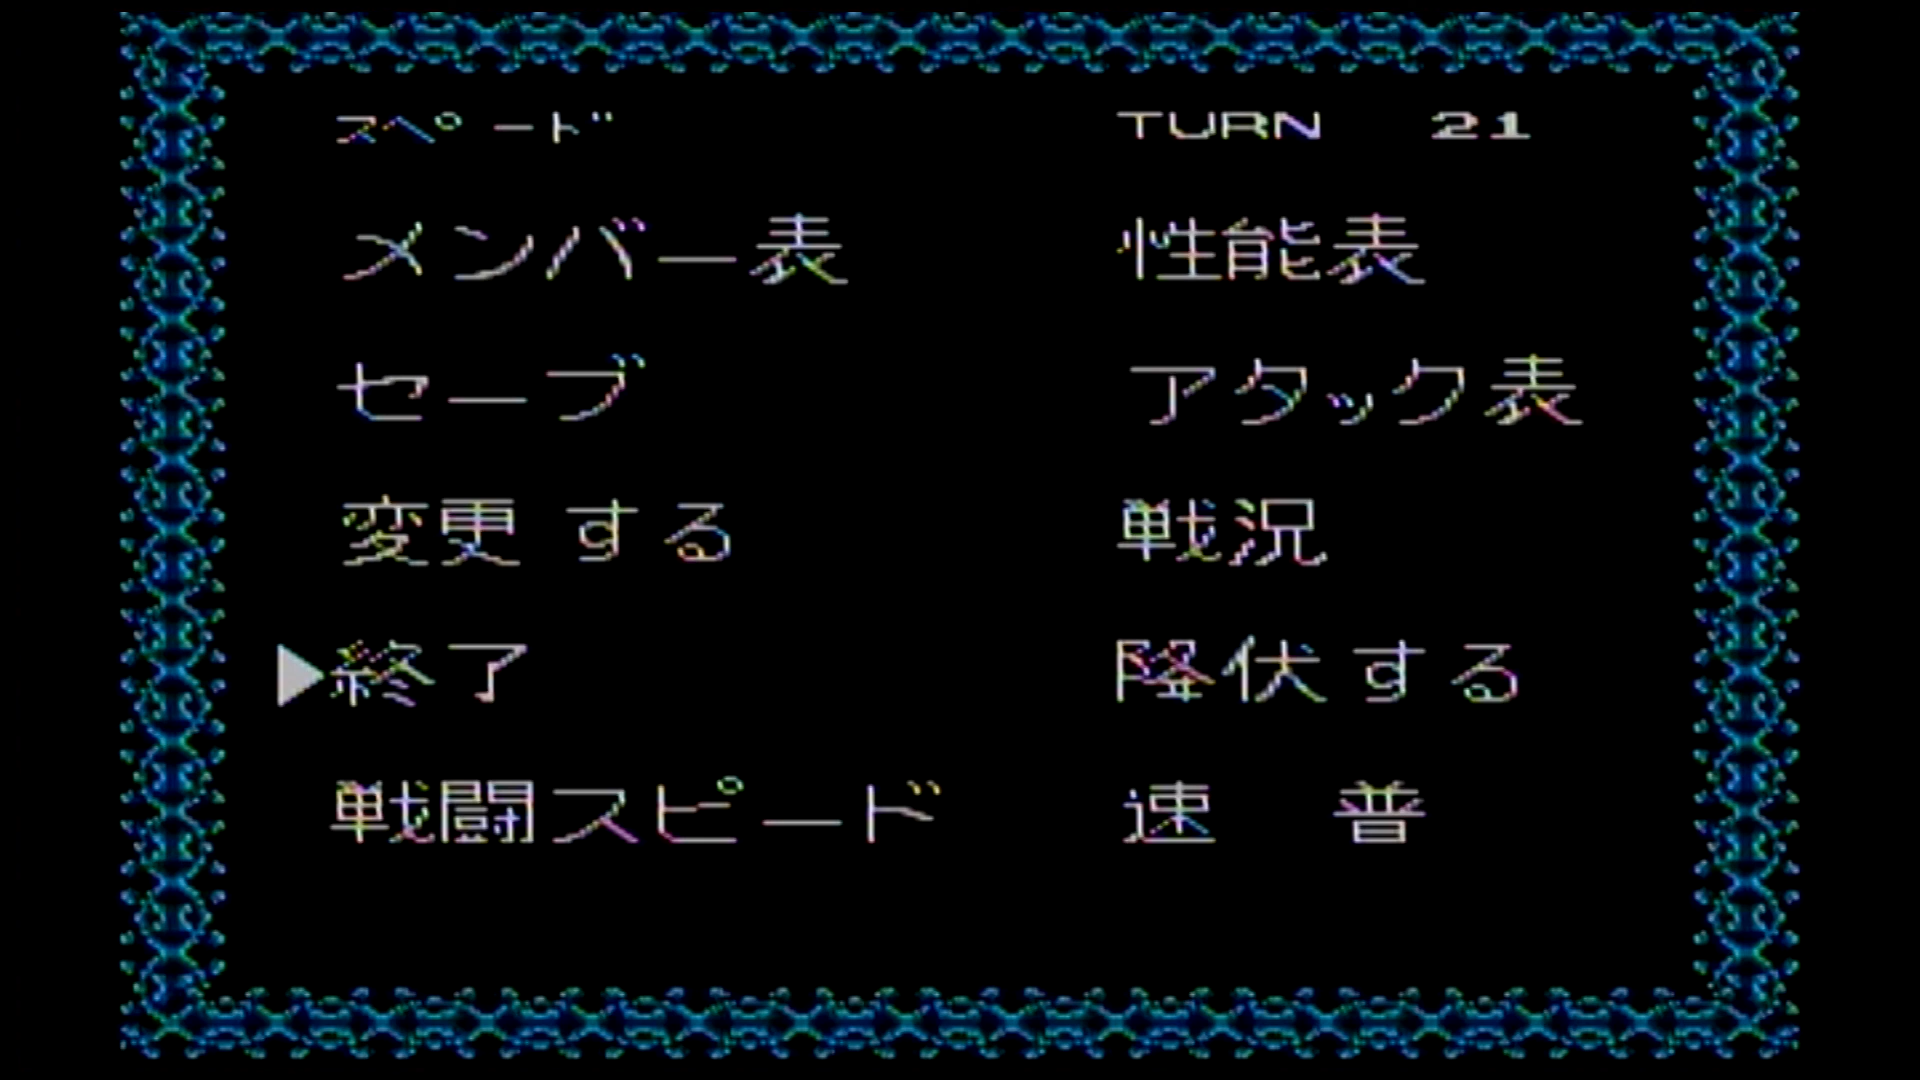 スペード TURN 21
メンバー表 性能表
セーブ アタック表
変更する 戦況
▶終了 降伏する
戦闘スピード 速 普